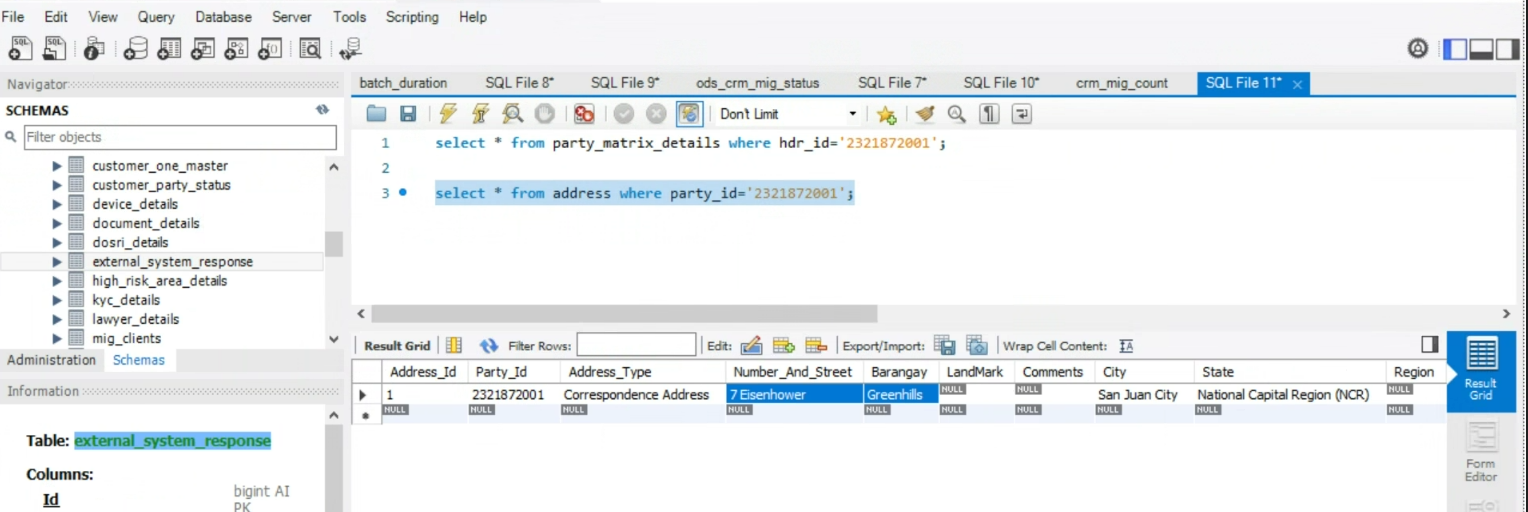 File Edit View Query Database Server Tools Scripting Help
Navigator
SCHEMAS
Filter objects
customer_one_master
customer_party_status
device_details
document_details
dosri_details
external_system_response
high_risk_area_details
kyc_details
lawyer_details
mig_clients
Administration Schemas
Information
Table: external_system_response
Columns:
Id bigint AI
PK
batch_duration SQL File 8* SQL File 9* ods_crm_mig_status SQL File 7* SQL File 10* crm_mig_count SQL File 11*
Don't Limit
1 select * from party_matrix_details where hdr_id='2321872001';
2
3 select * from address where party_id='2321872001';
Result Grid Filter Rows: Edit: Export/Import: Wrap Cell Content:
Address_Id Party_Id Address_Type Number_And_Street Barangay LandMark Comments City State Region
1 2321872001 Correspondence Address 7 Eisenhower Greenhills NULL NULL San Juan City National Capital Region (NCR) NULL
NULL NULL NULL NULL NULL NULL NULL NULL NULL NULL
Result
Grid
Form
Editor